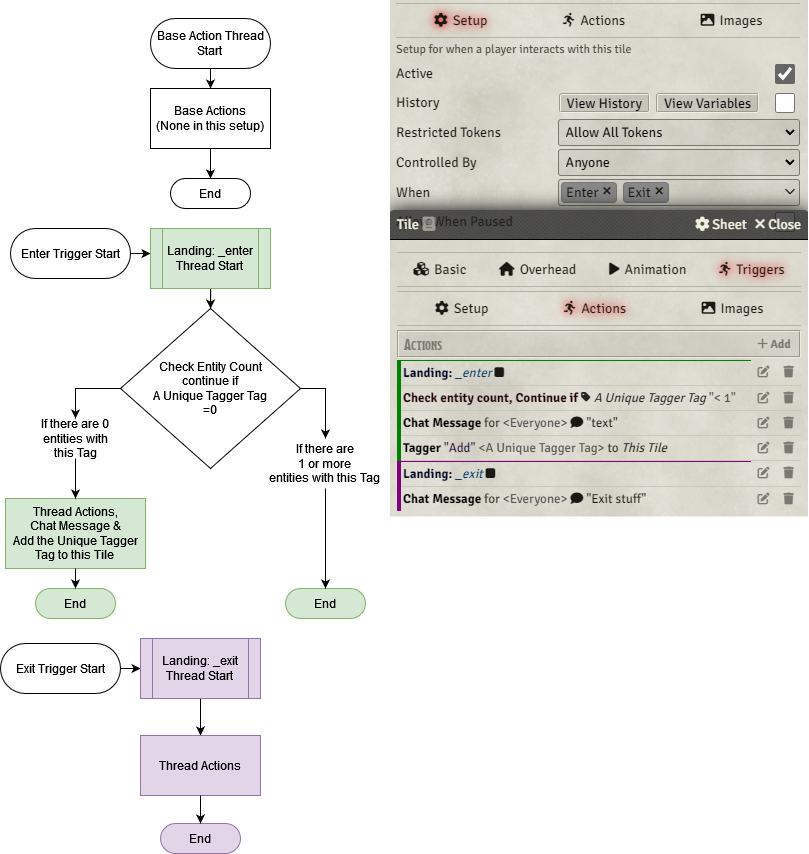 Base Action Thread
Start
Base Actions
(None in this setup)
End
Enter Trigger Start
Landing: _enter
Thread Start
Check Entity Count
continue if
A Unique Tagger Tag
=0
If there are 0
entities with
this Tag
If there are
1 or more
entities with this Tag
Thread Actions,
Chat Message &
Add the Unique Tagger
Tag to this Tile
End
End
Exit Trigger Start
Landing: _exit
Thread Start
Thread Actions
End
Setup Actions Images
Setup for when a player interacts with this tile
Active
History View History View Variables
Restricted Tokens Allow All Tokens
Controlled By Anyone
When Enter × Exit ×
When Paused
Tile Sheet ×Close
Basic Overhead Animation Triggers
Setup Actions Images
Actions + Add
Landing: _enter
Check entity count, Continue if A Unique Tagger Tag "< 1"
Chat Message for <Everyone> "text"
Tagger "Add" <A Unique Tagger Tag> to This Tile
Landing: _exit
Chat Message for <Everyone> "Exit stuff"